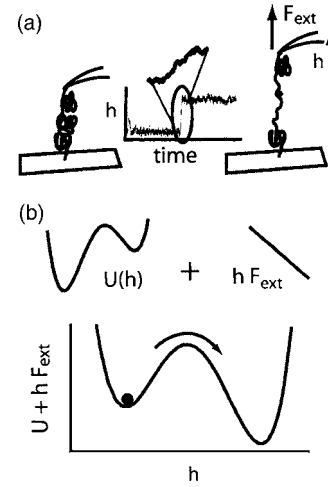 (a)
F_ext
h
h
time
(b)
U(h) + h F_ext
U + h F_ext
h